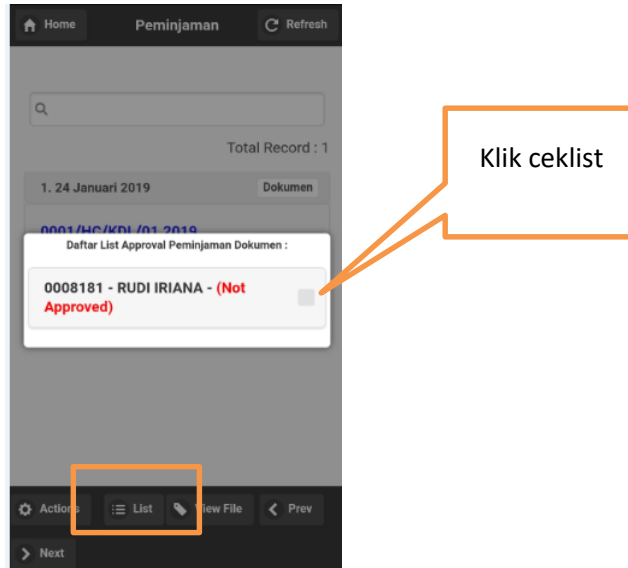 Home Peminjaman Refresh
Total Record : 1
1. 24 Januari 2019 Dokumen
0001/HC/KDL/01.2019
Daftar List Approval Peminjaman Dokumen :
0008181 - RUDI IRIANA - (Not
Approved)
Klik ceklist
Actions List View File Prev
Next